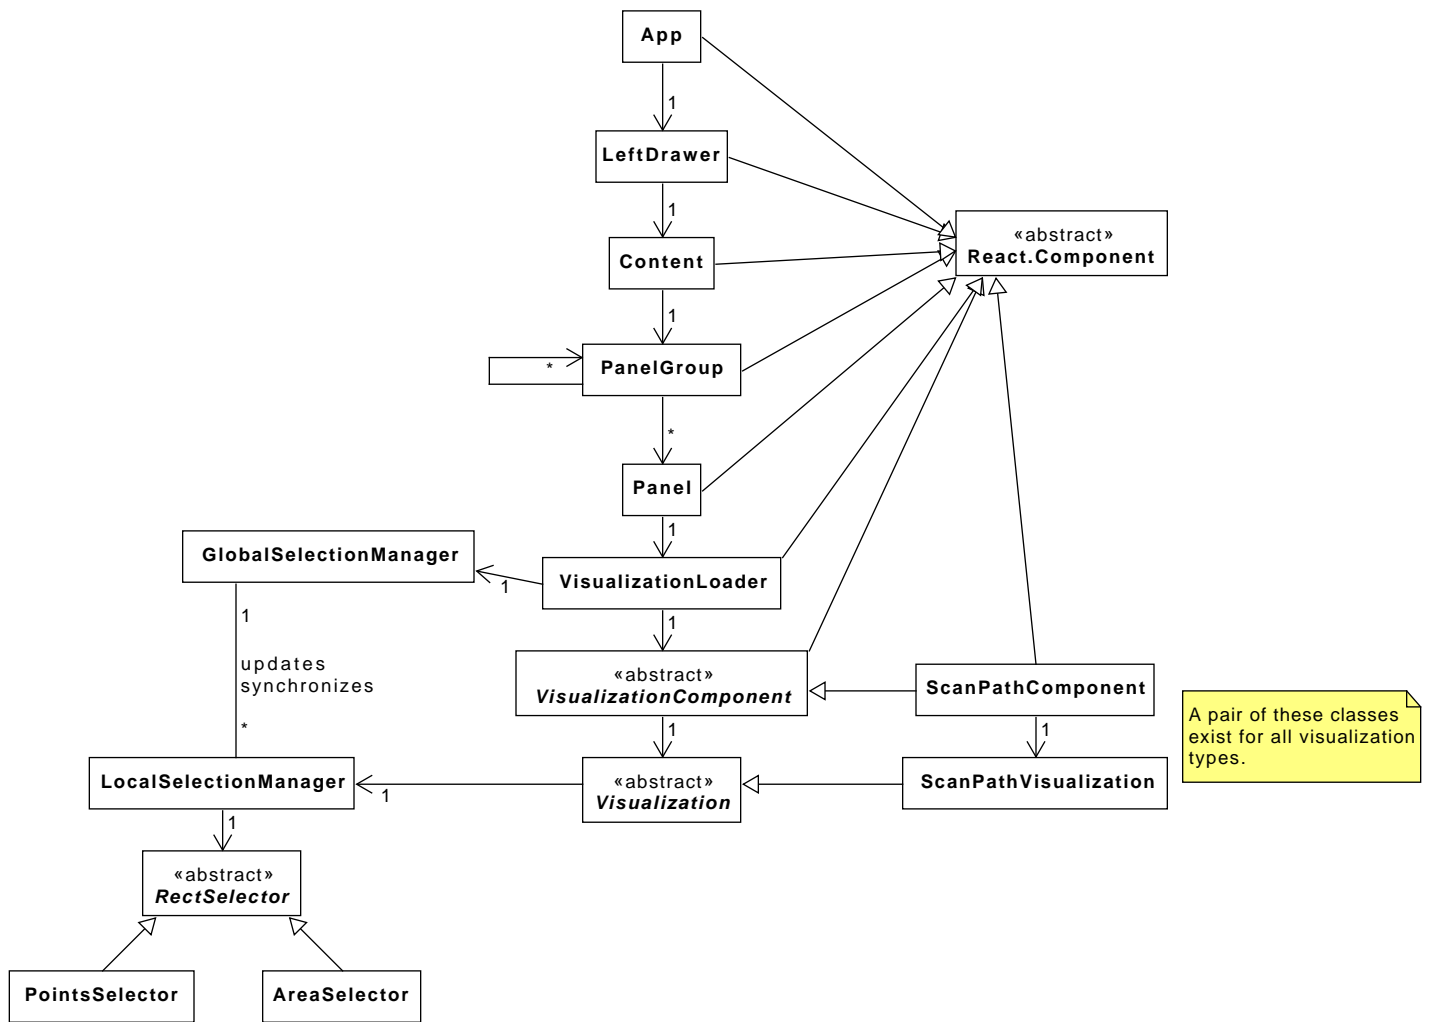 App
1
LeftDrawer
1
«abstract»
React.Component
Content
1
PanelGroup
*
*
Panel
1
GlobalSelectionManager
VisualizationLoader
1
1
1
updates
synchronizes
*
«abstract»
VisualizationComponent
ScanPathComponent
1
1
A pair of these classes
exist for all visualization
types.
LocalSelectionManager
1
«abstract»
Visualization
ScanPathVisualization
1
«abstract»
RectSelector
PointsSelector
AreaSelector